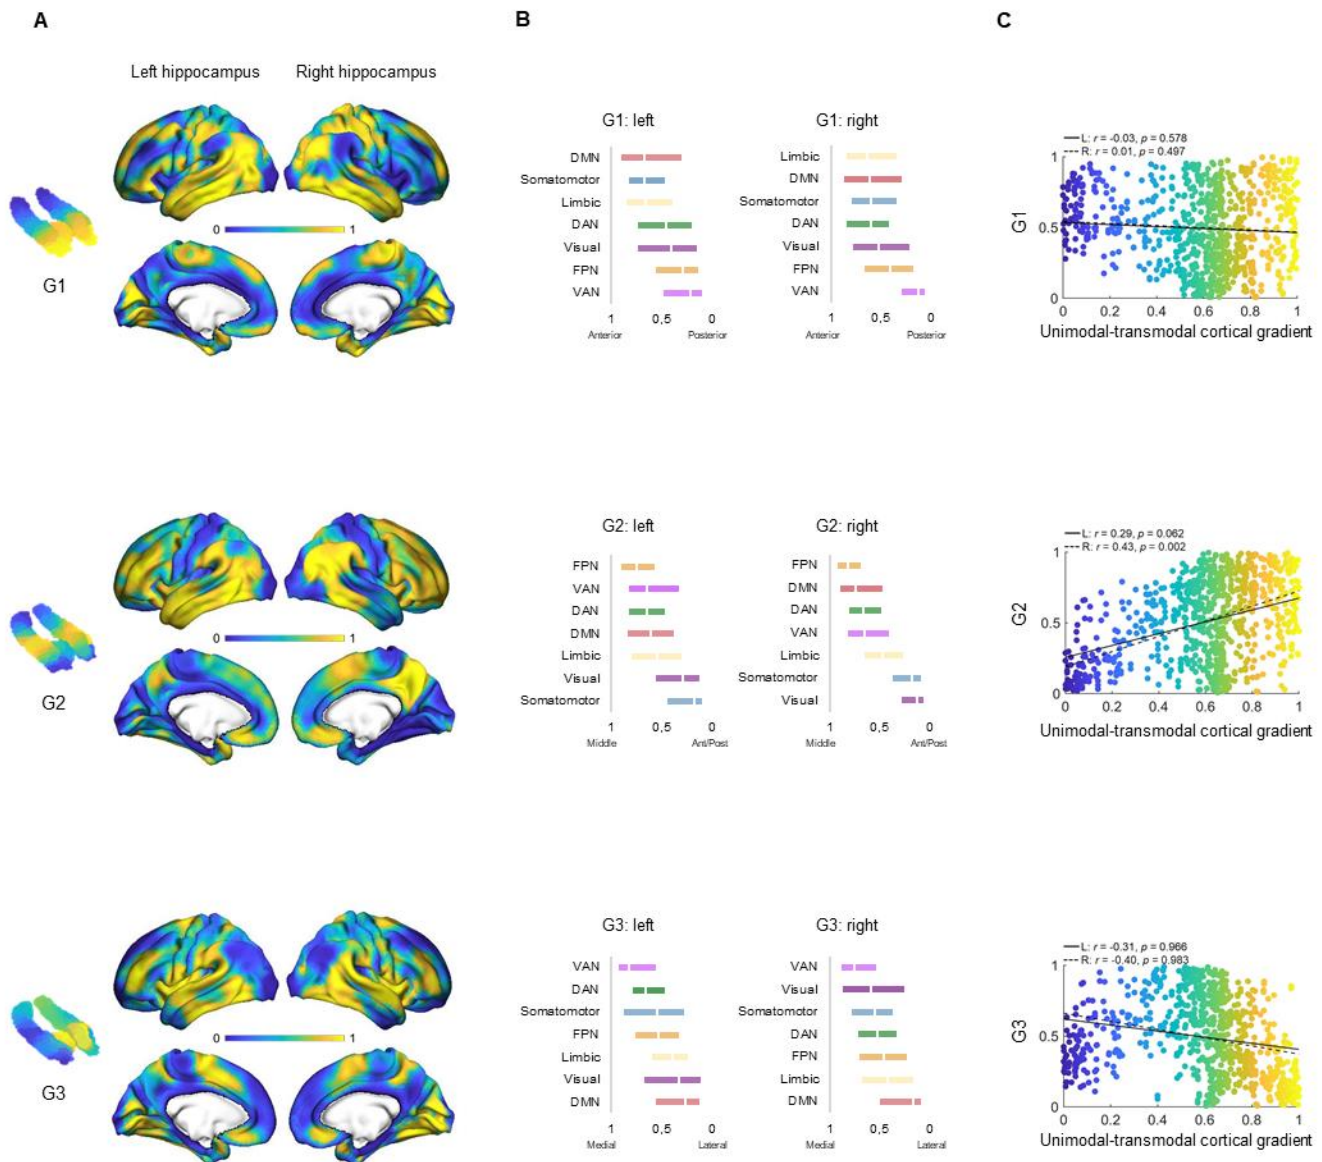 A
B
C
Left hippocampus
Right hippocampus
G1
0
1
G1: left
DMN
Somatomotor
Limbic
DAN
Visual
FPN
VAN
1
0,5
0
Anterior
Posterior
G1: right
Limbic
DMN
Somatomotor
DAN
Visual
FPN
VAN
1
0,5
0
Anterior
Posterior
L: r = -0.03, p = 0.578
R: r = 0.01, p = 0.497
G1
1
0.5
0
0
0.2
0.4
0.6
0.8
1
Unimodal-transmodal cortical gradient
G2
0
1
G2: left
FPN
VAN
DAN
DMN
Limbic
Visual
Somatomotor
1
0,5
0
Middle
Ant/Post
G2: right
FPN
DMN
DAN
VAN
Limbic
Somatomotor
Visual
1
0,5
0
Middle
Ant/Post
L: r = 0.29, p = 0.062
R: r = 0.43, p = 0.002
G2
1
0.5
0
0
0.2
0.4
0.6
0.8
1
Unimodal-transmodal cortical gradient
G3
0
1
G3: left
VAN
DAN
Somatomotor
FPN
Limbic
Visual
DMN
1
0,5
0
Medial
Lateral
G3: right
VAN
Visual
Somatomotor
DAN
FPN
Limbic
DMN
1
0,5
0
Medial
Lateral
L: r = -0.31, p = 0.966
R: r = -0.40, p = 0.983
G3
1
0.5
0
0
0.2
0.4
0.6
0.8
1
Unimodal-transmodal cortical gradient